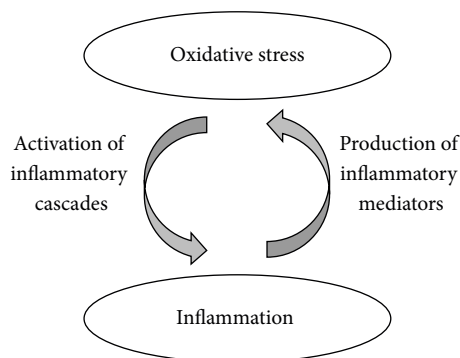 Oxidative stress
Activation of
inflammatory
cascades
Production of
inflammatory
mediators
Inflammation